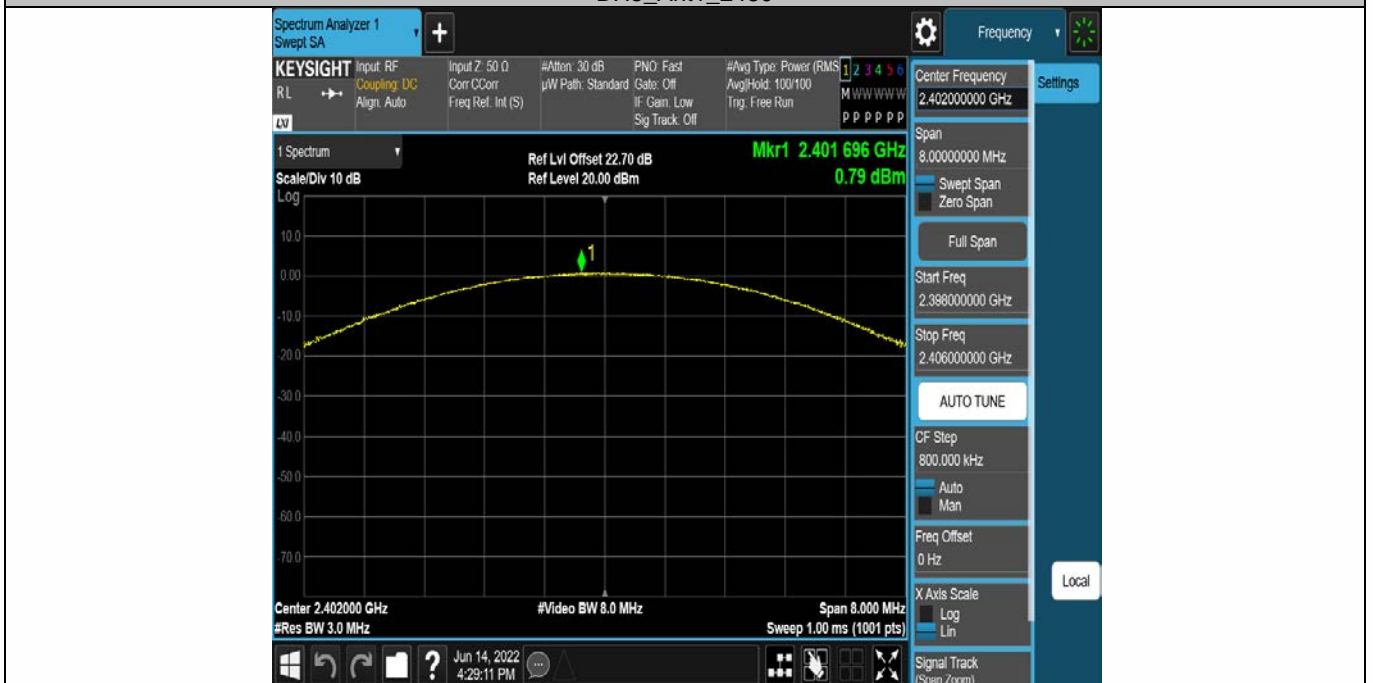 Spectrum Analyzer 1
Swept SA
+
Frequency
KEYSIGHT
RL
Input: RF
Coupling: DC
Align: Auto
Input Z: 50 Ω
Corr CCorr
Freq Ref: Int (S)
#Atten: 30 dB
µW Path: Standard
PNO: Fast
Gate: Off
IF Gain: Low
Sig Track: Off
#Avg Type: Power (RMS
Avg|Hold: 100/100
Trig: Free Run
1 2 3 4 5 6
M W W W W W
P P P P P P
1 Spectrum
Scale/Div 10 dB
Log
Ref Lvl Offset 22.70 dB
Ref Level 20.00 dBm
Mkr1 2.401 696 GHz
0.79 dBm
1
10.0
0.00
-10.0
-20.0
-30.0
-40.0
-50.0
-60.0
-70.0
Center 2.402000 GHz
#Res BW 3.0 MHz
#Video BW 8.0 MHz
Span 8.000 MHz
Sweep 1.00 ms (1001 pts)
Center Frequency
2.402000000 GHz
Settings
Span
8.00000000 MHz
Swept Span
Zero Span
Full Span
Start Freq
2.398000000 GHz
Stop Freq
2.406000000 GHz
AUTO TUNE
CF Step
800.000 kHz
Auto
Man
Freq Offset
0 Hz
X Axis Scale
Log
Lin
Local
Signal Track
(Span Zoom)
?
Jun 14, 2022
4:29:11 PM